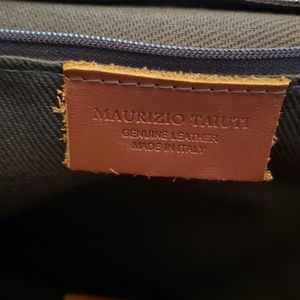 MAURIZIO TAIUTI
GENUINE LEATHER
MADE IN ITALY